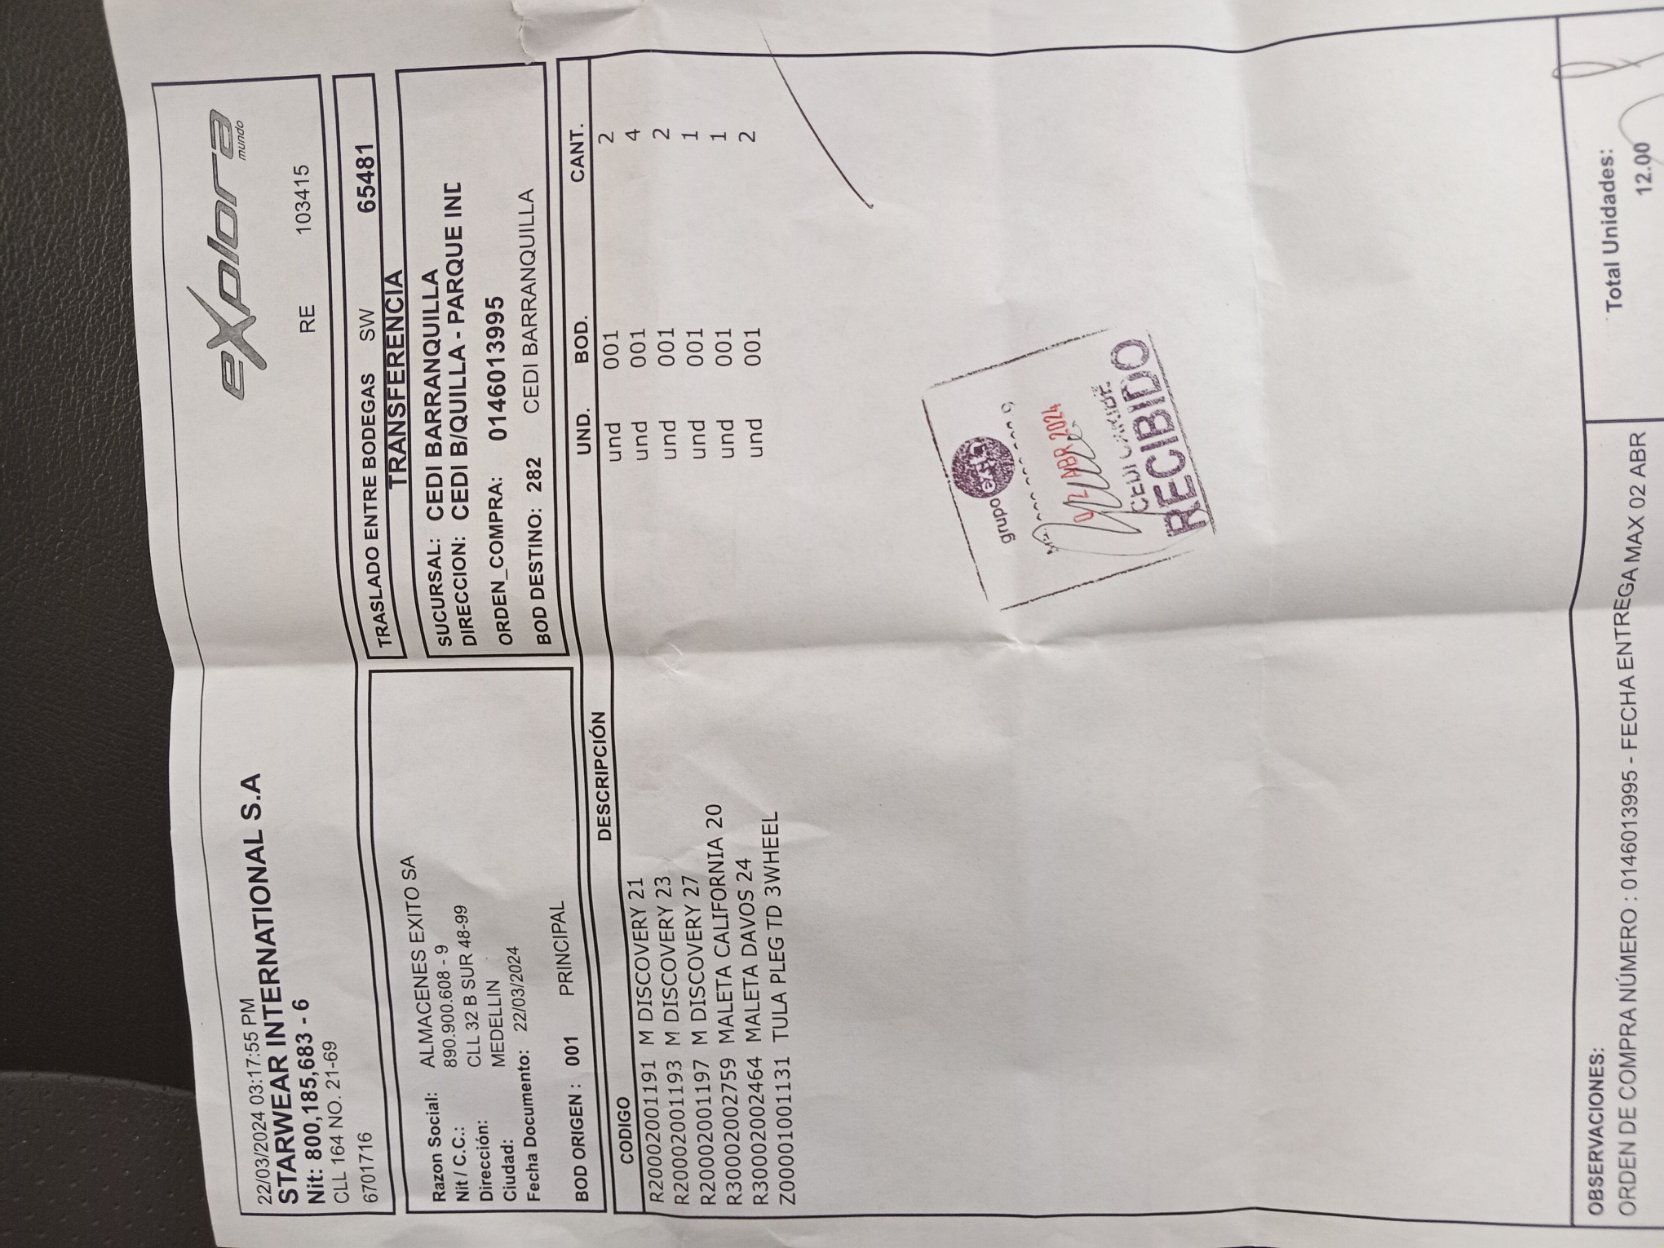 22/03/2024 03:17:55 PM
STARWEAR INTERNATIONAL S.A
Nit: 800,185,683 - 6
CLL 164 NO. 21-69
6701716
eXplora
mundo
RE 103415
TRASLADO ENTRE BODEGAS SW 65481
TRANSFERENCIA
Razon Social: ALMACENES EXITO SA
Nit / C.C.: 890.900.608 - 9
Dirección: CLL 32 B SUR 48-99
Ciudad: MEDELLIN
Fecha Documento: 22/03/2024
BOD ORIGEN : 001 PRINCIPAL
SUCURSAL: CEDI BARRANQUILLA
DIRECCION: CEDI B/QUILLA - PARQUE IND
ORDEN_COMPRA: 0146013995
BOD DESTINO: 282 CEDI BARRANQUILLA
CODIGO DESCRIPCIÓN UND. BOD. CANT.
R20002001191 M DISCOVERY 21 und 001 2
R20002001193 M DISCOVERY 23 und 001 4
R20002001197 M DISCOVERY 27 und 001 2
R30002002759 MALETA CALIFORNIA 20 und 001 1
R30002002464 MALETA DAVOS 24 und 001 1
Z00001001131 TULA PLEG TD 3WHEEL und 001 2
grupo éxito
02 ABR 2024
CEDI CARIBE
RECIBIDO
OBSERVACIONES:
ORDEN DE COMPRA NÚMERO : 0146013995 - FECHA ENTREGA MAX 02 ABR
Total Unidades:
12.00